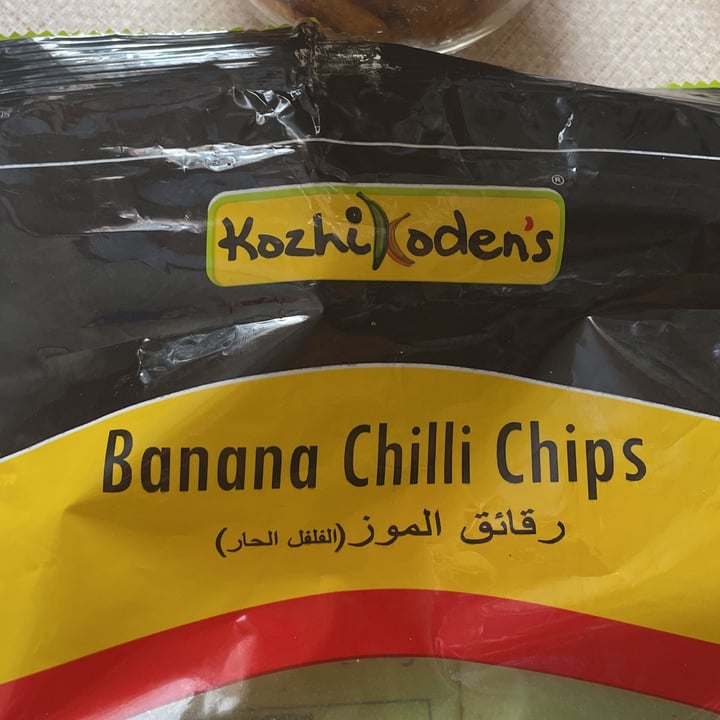 KozhiKoden's®
Banana Chilli Chips
رقائق الموز (الفلفل الحار)